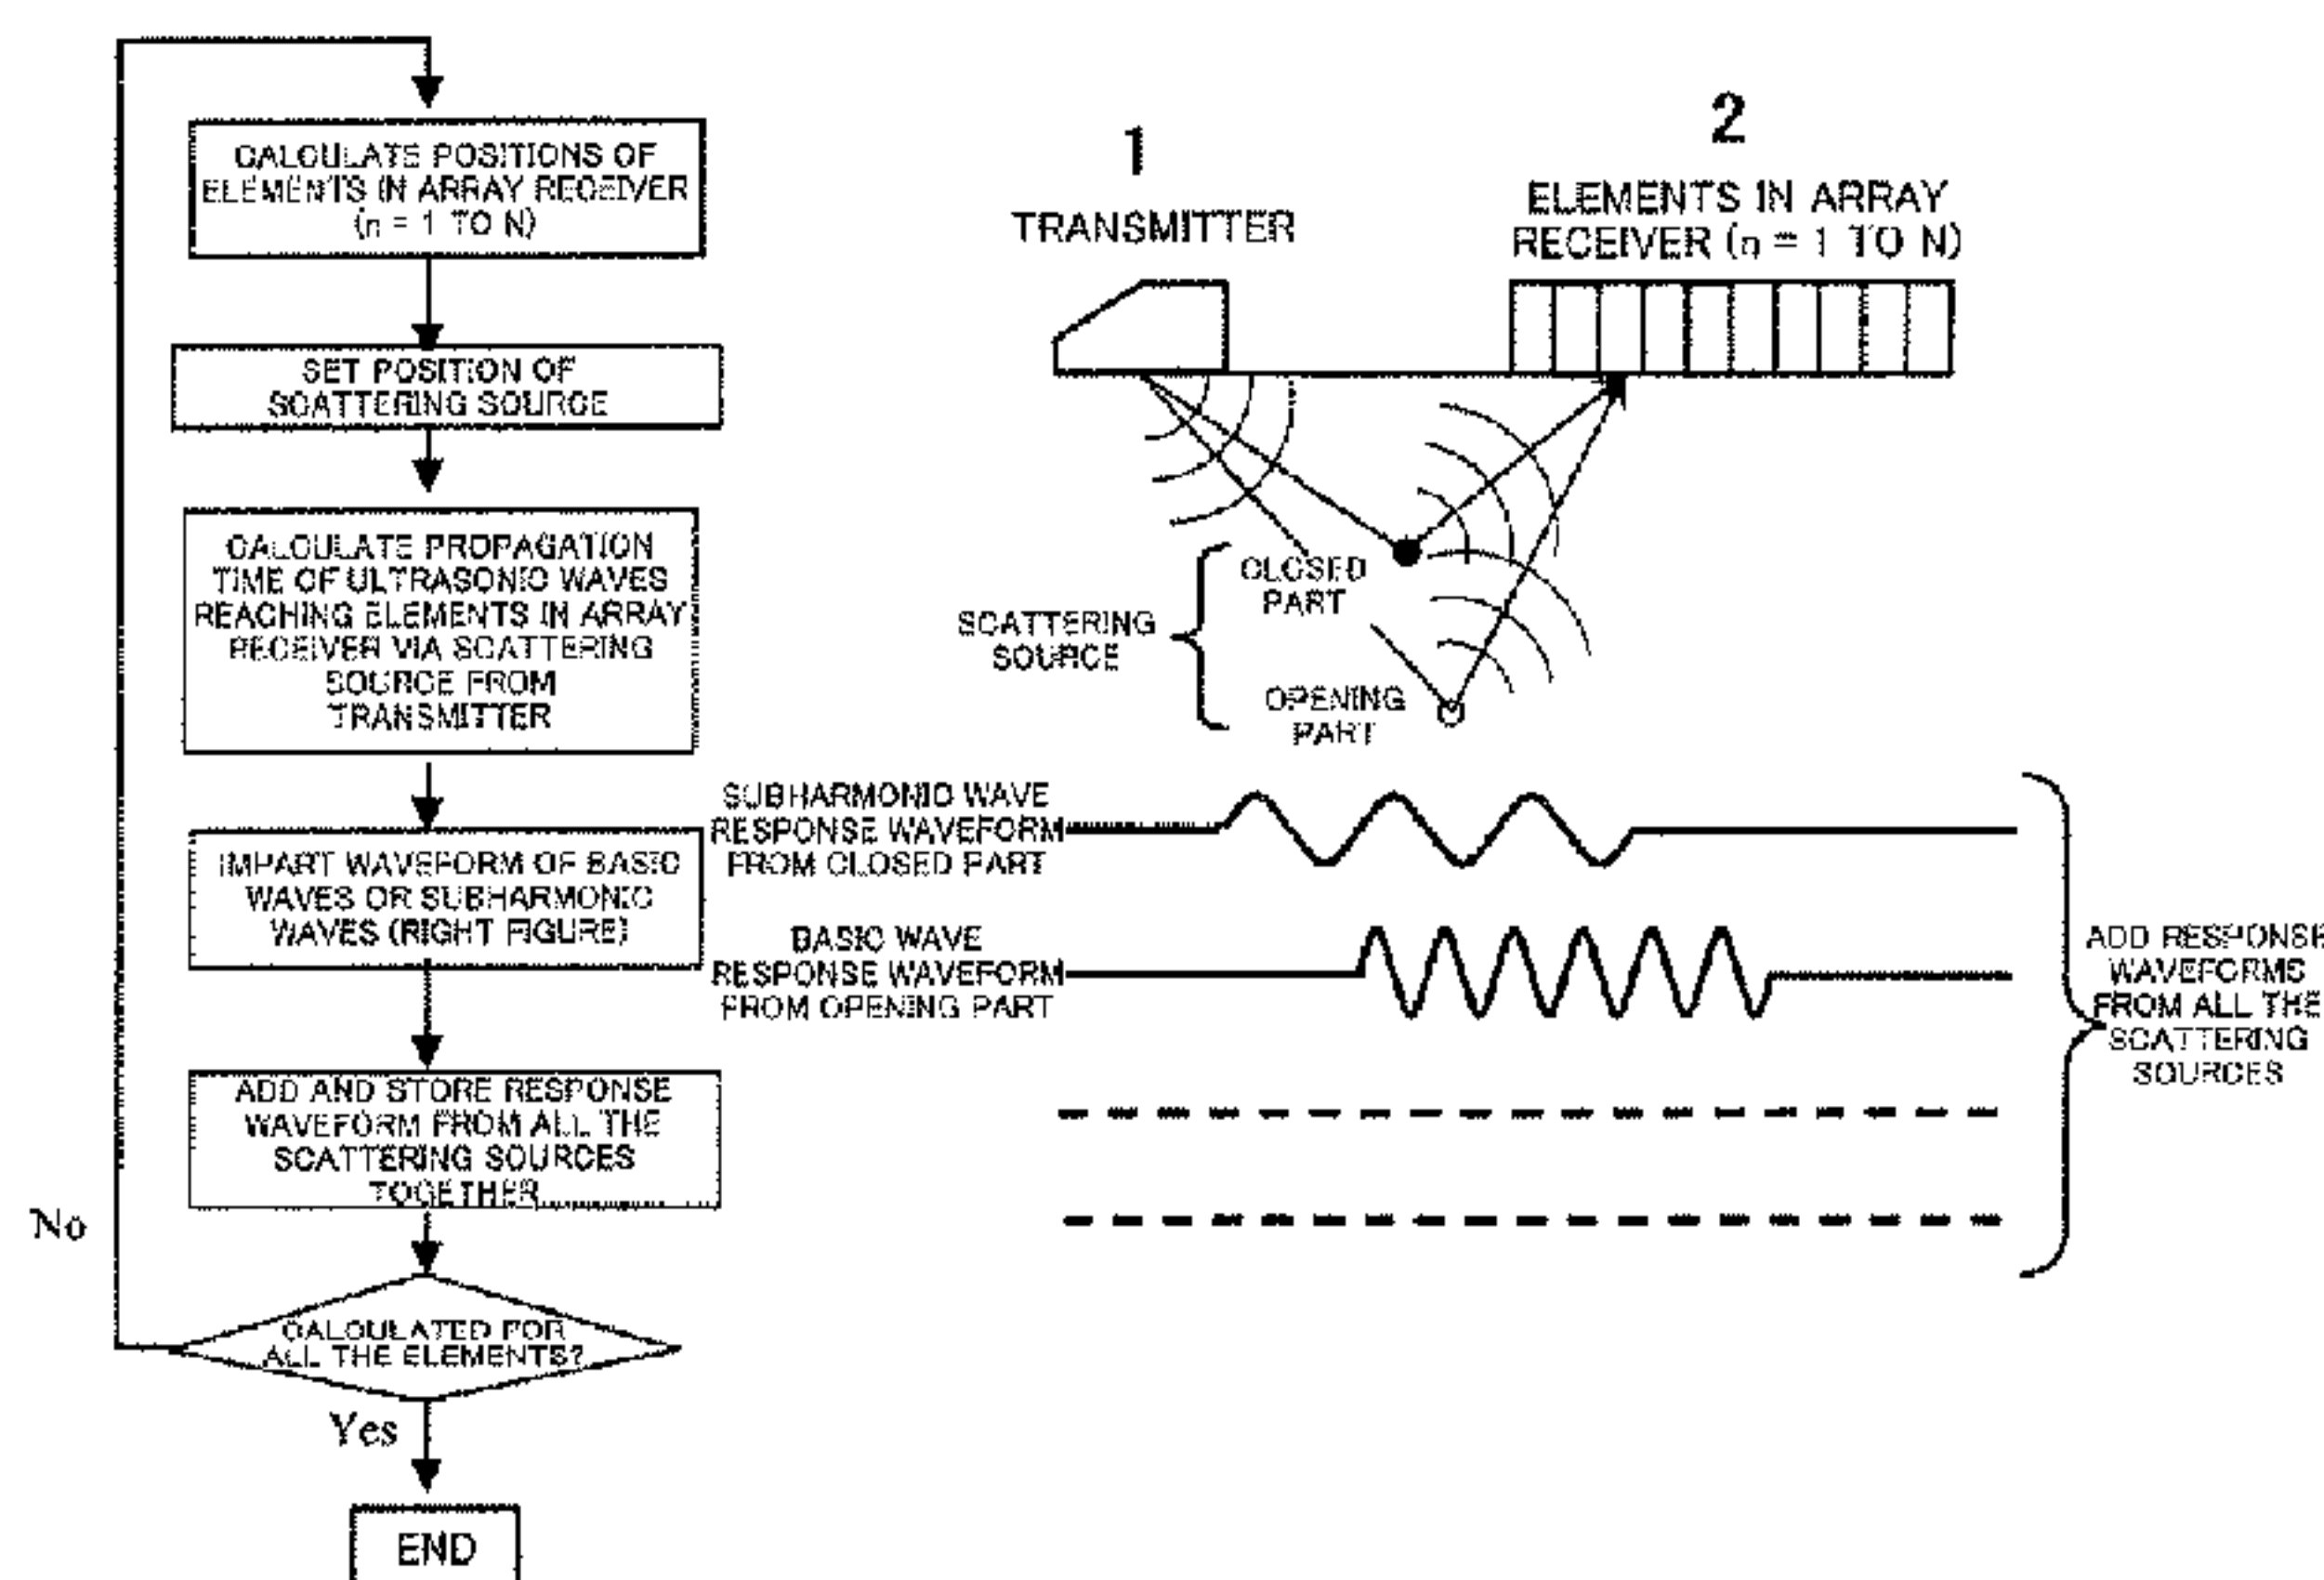 CALCULATE POSITIONS OF
ELEMENTS IN ARRAY RECEIVER
(n = 1 TO N)
SET POSITION OF
SCATTERING SOURCE
CALCULATE PROPAGATION
TIME OF ULTRASONIC WAVES
REACHING ELEMENTS IN ARRAY
RECEIVER VIA SCATTERING
SOURCE FROM
TRANSMITTER
IMPART WAVEFORM OF BASIC
WAVES OR SUBHARMONIC
WAVES (RIGHT FIGURE)
ADD AND STORE RESPONSE
WAVEFORM FROM ALL THE
SCATTERING SOURCES
TOGETHER
No
CALCULATED FOR
ALL THE ELEMENTS?
Yes
END
1
TRANSMITTER
2
ELEMENTS IN ARRAY
RECEIVER (n = 1 TO N)
SCATTERING
SOURCE
CLOSED
PART
OPENING
PART
SUBHARMONIC WAVE
RESPONSE WAVEFORM
FROM CLOSED PART
BASIC WAVE
RESPONSE WAVEFORM
FROM OPENING PART
ADD RESPONSE
WAVEFORMS
FROM ALL THE
SCATTERING
SOURCES